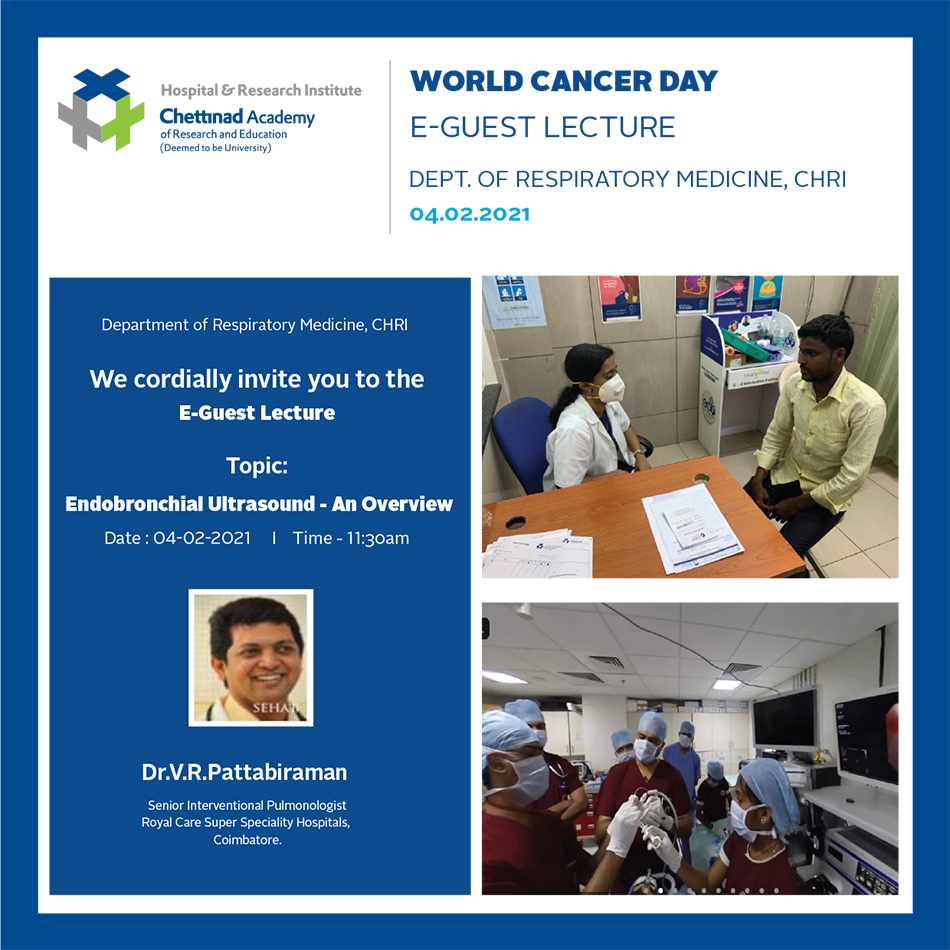 Hospital & Research Institute
Chettinad Academy
of Research and Education
(Deemed to be University)
WORLD CANCER DAY
E-GUEST LECTURE
DEPT. OF RESPIRATORY MEDICINE, CHRI
04.02.2021
Department of Respiratory Medicine, CHRI
We cordially invite you to the
E-Guest Lecture
Topic:
Endobronchial Ultrasound - An Overview
Date : 04-02-2021 I Time - 11:30am
SEHAT
Dr.V.R.Pattabiraman
Senior Interventional Pulmonologist
Royal Care Super Speciality Hospitals,
Coimbatore.